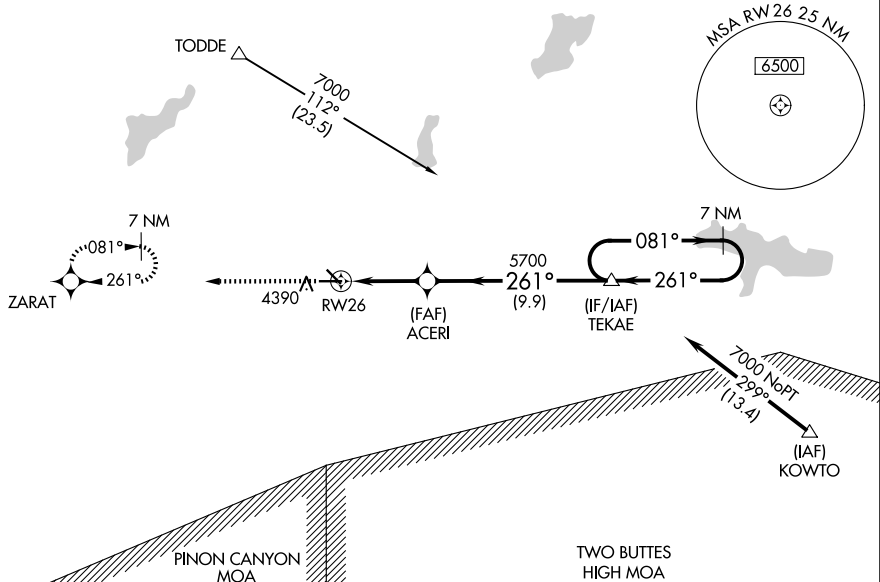 TODDE
7000
112°
(23.5)
MSA RW26 25 NM
6500
7 NM
081°
261°
ZARAT
4390
RW26
(FAF)
ACERI
5700
261°
(9.9)
7 NM
081°
261°
(IF/IAF)
TEKAE
7000 NoPT
299°
(13.4)
(IAF)
KOWTO
PINON CANYON
MOA
TWO BUTTES
HIGH MOA